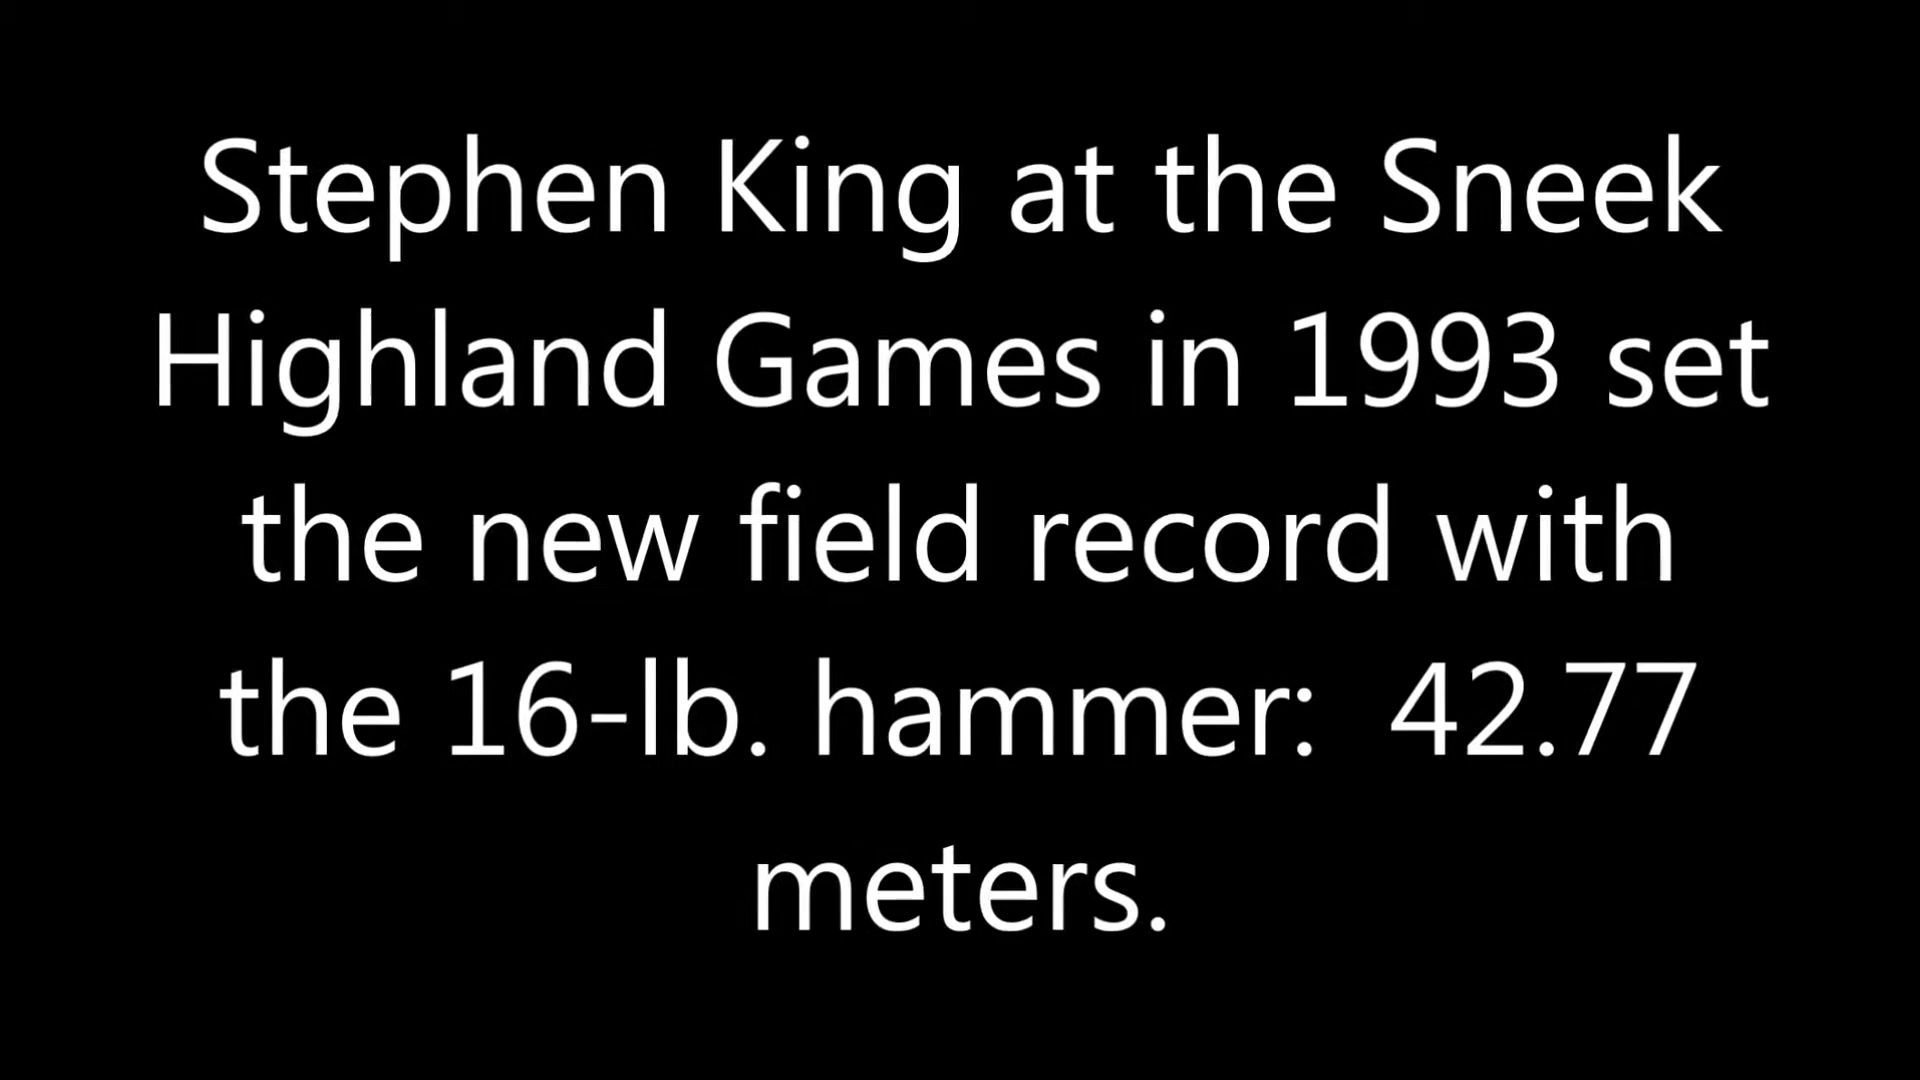 Stephen King at the Sneek
Highland Games in 1993 set
the new field record with
the 16-lb. hammer:  42.77
meters.